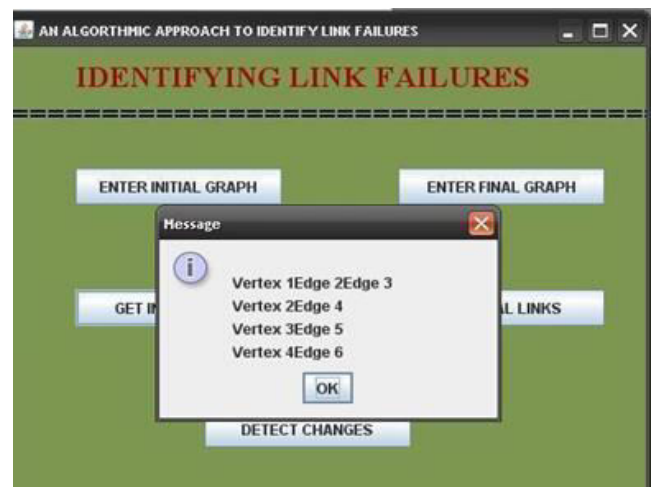 AN ALGORTHMIC APPROACH TO IDENTIFY LINK FAILURES
IDENTIFYING LINK FAILURES
ENTER INITIAL GRAPH
ENTER FINAL GRAPH
Message
Vertex 1Edge 2Edge 3
Vertex 2Edge 4
Vertex 3Edge 5
Vertex 4Edge 6
GET
LINKS
OK
DETECT CHANGES